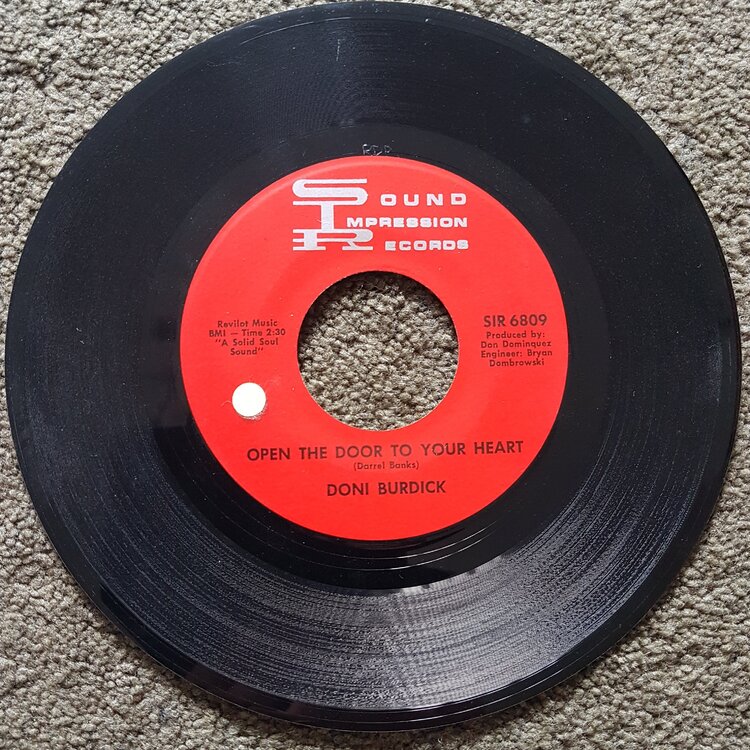 SOUND
IMPRESSION
RECORDS
Revilot Music
BMI — Time 2:30
"A Solid Soul
Sound"
SIR 6809
Produced by:
Don Dominquez
Engineer: Bryan
Dombrowski
OPEN THE DOOR TO YOUR HEART
(Darrel Banks)
DONI BURDICK